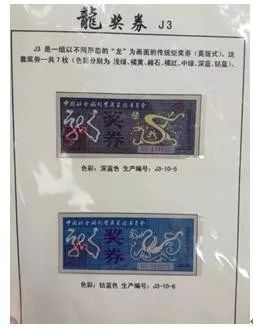 龍奖券 J3
J3 是一组以不同形态的“龙”为画面的传统型奖券（票版式）。这
套奖券一共7枚（色彩分别为 浅绿、橘黄、赭石、橘红、中绿、深蓝、钴蓝）。
中国社会福利有奖募捐委员会
奖
券
色彩：深蓝色 生产编号：J3-10-5
中国社会福利有奖募捐委员会
奖
券
色彩：钴蓝色 生产编号：J3-10-6